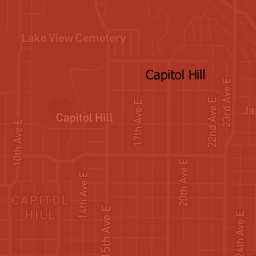 Lake View Cemetery
Capitol Hill
Capitol Hill
17th Ave E
22nd Ave E
23rd Ave E
Ja
10th Ave E
14th Ave E
20th Ave E
CAPITOL
HILL
15th Ave E
24th Ave E